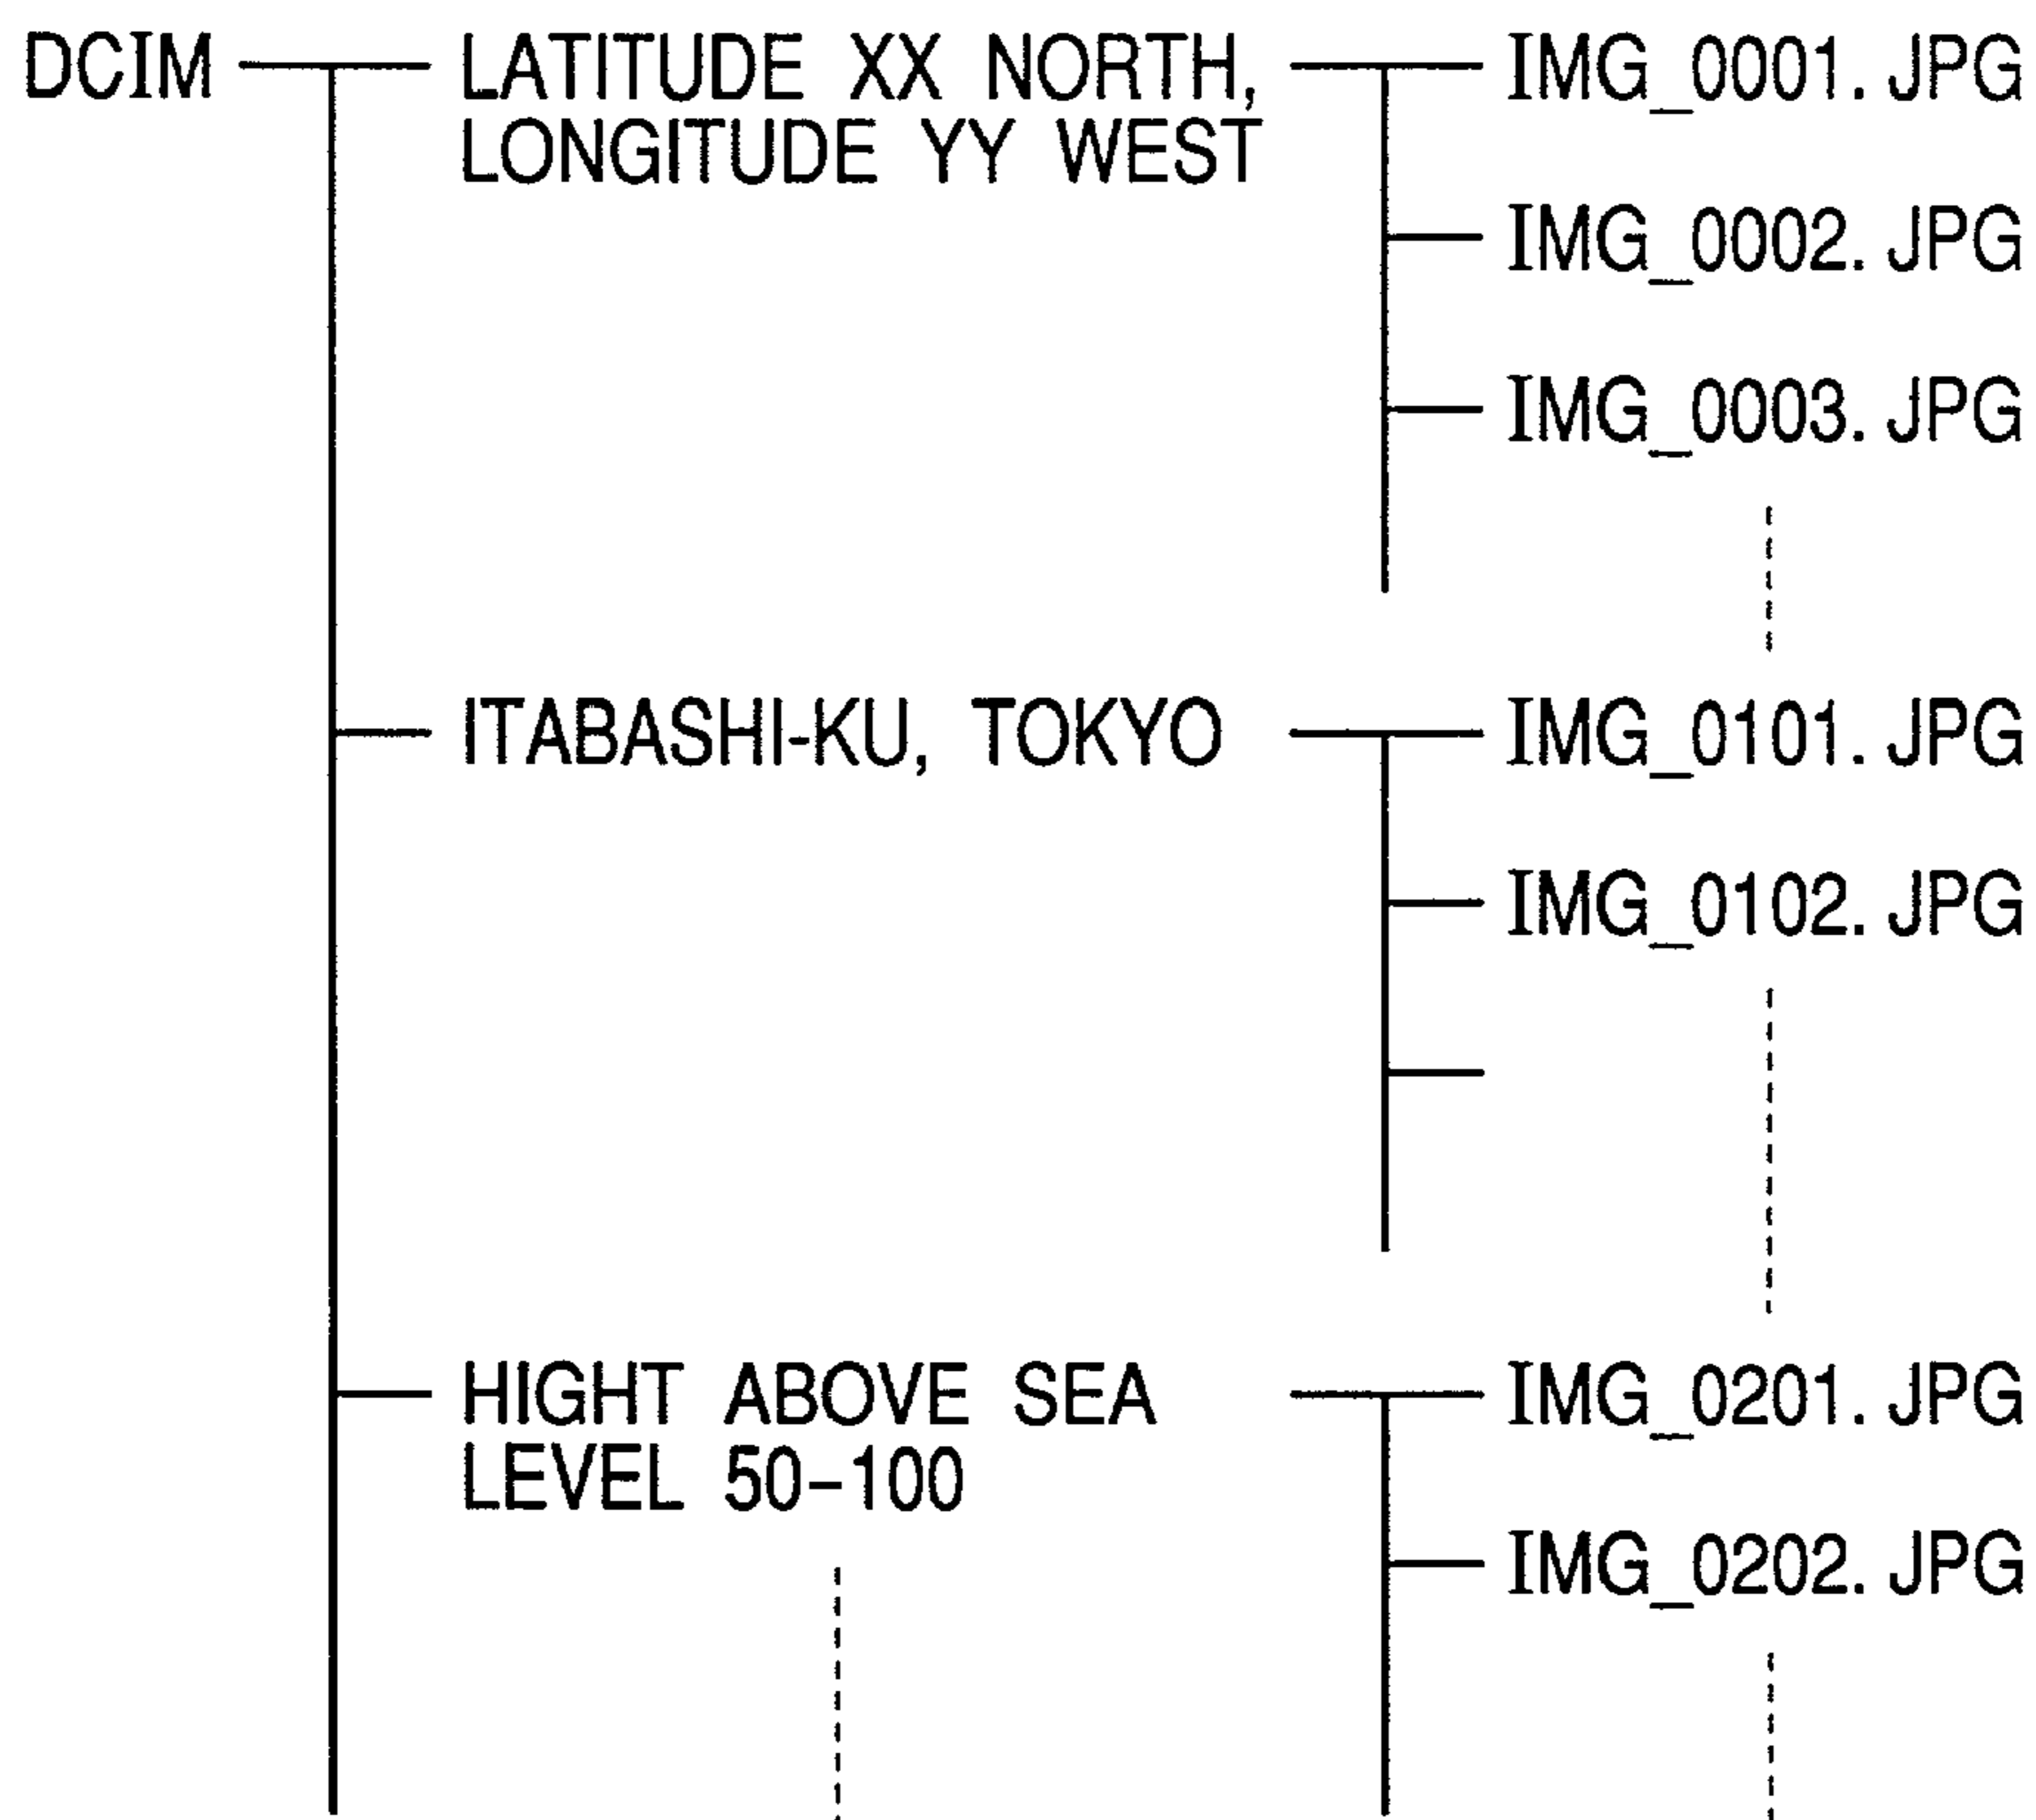 DCIM
LATITUDE XX NORTH,
LONGITUDE YY WEST
IMG_0001. JPG
IMG_0002. JPG
IMG_0003. JPG
ITABASHI-KU, TOKYO
IMG_0101. JPG
IMG_0102. JPG
HIGHT ABOVE SEA
LEVEL 50-100
IMG_0201. JPG
IMG_0202. JPG